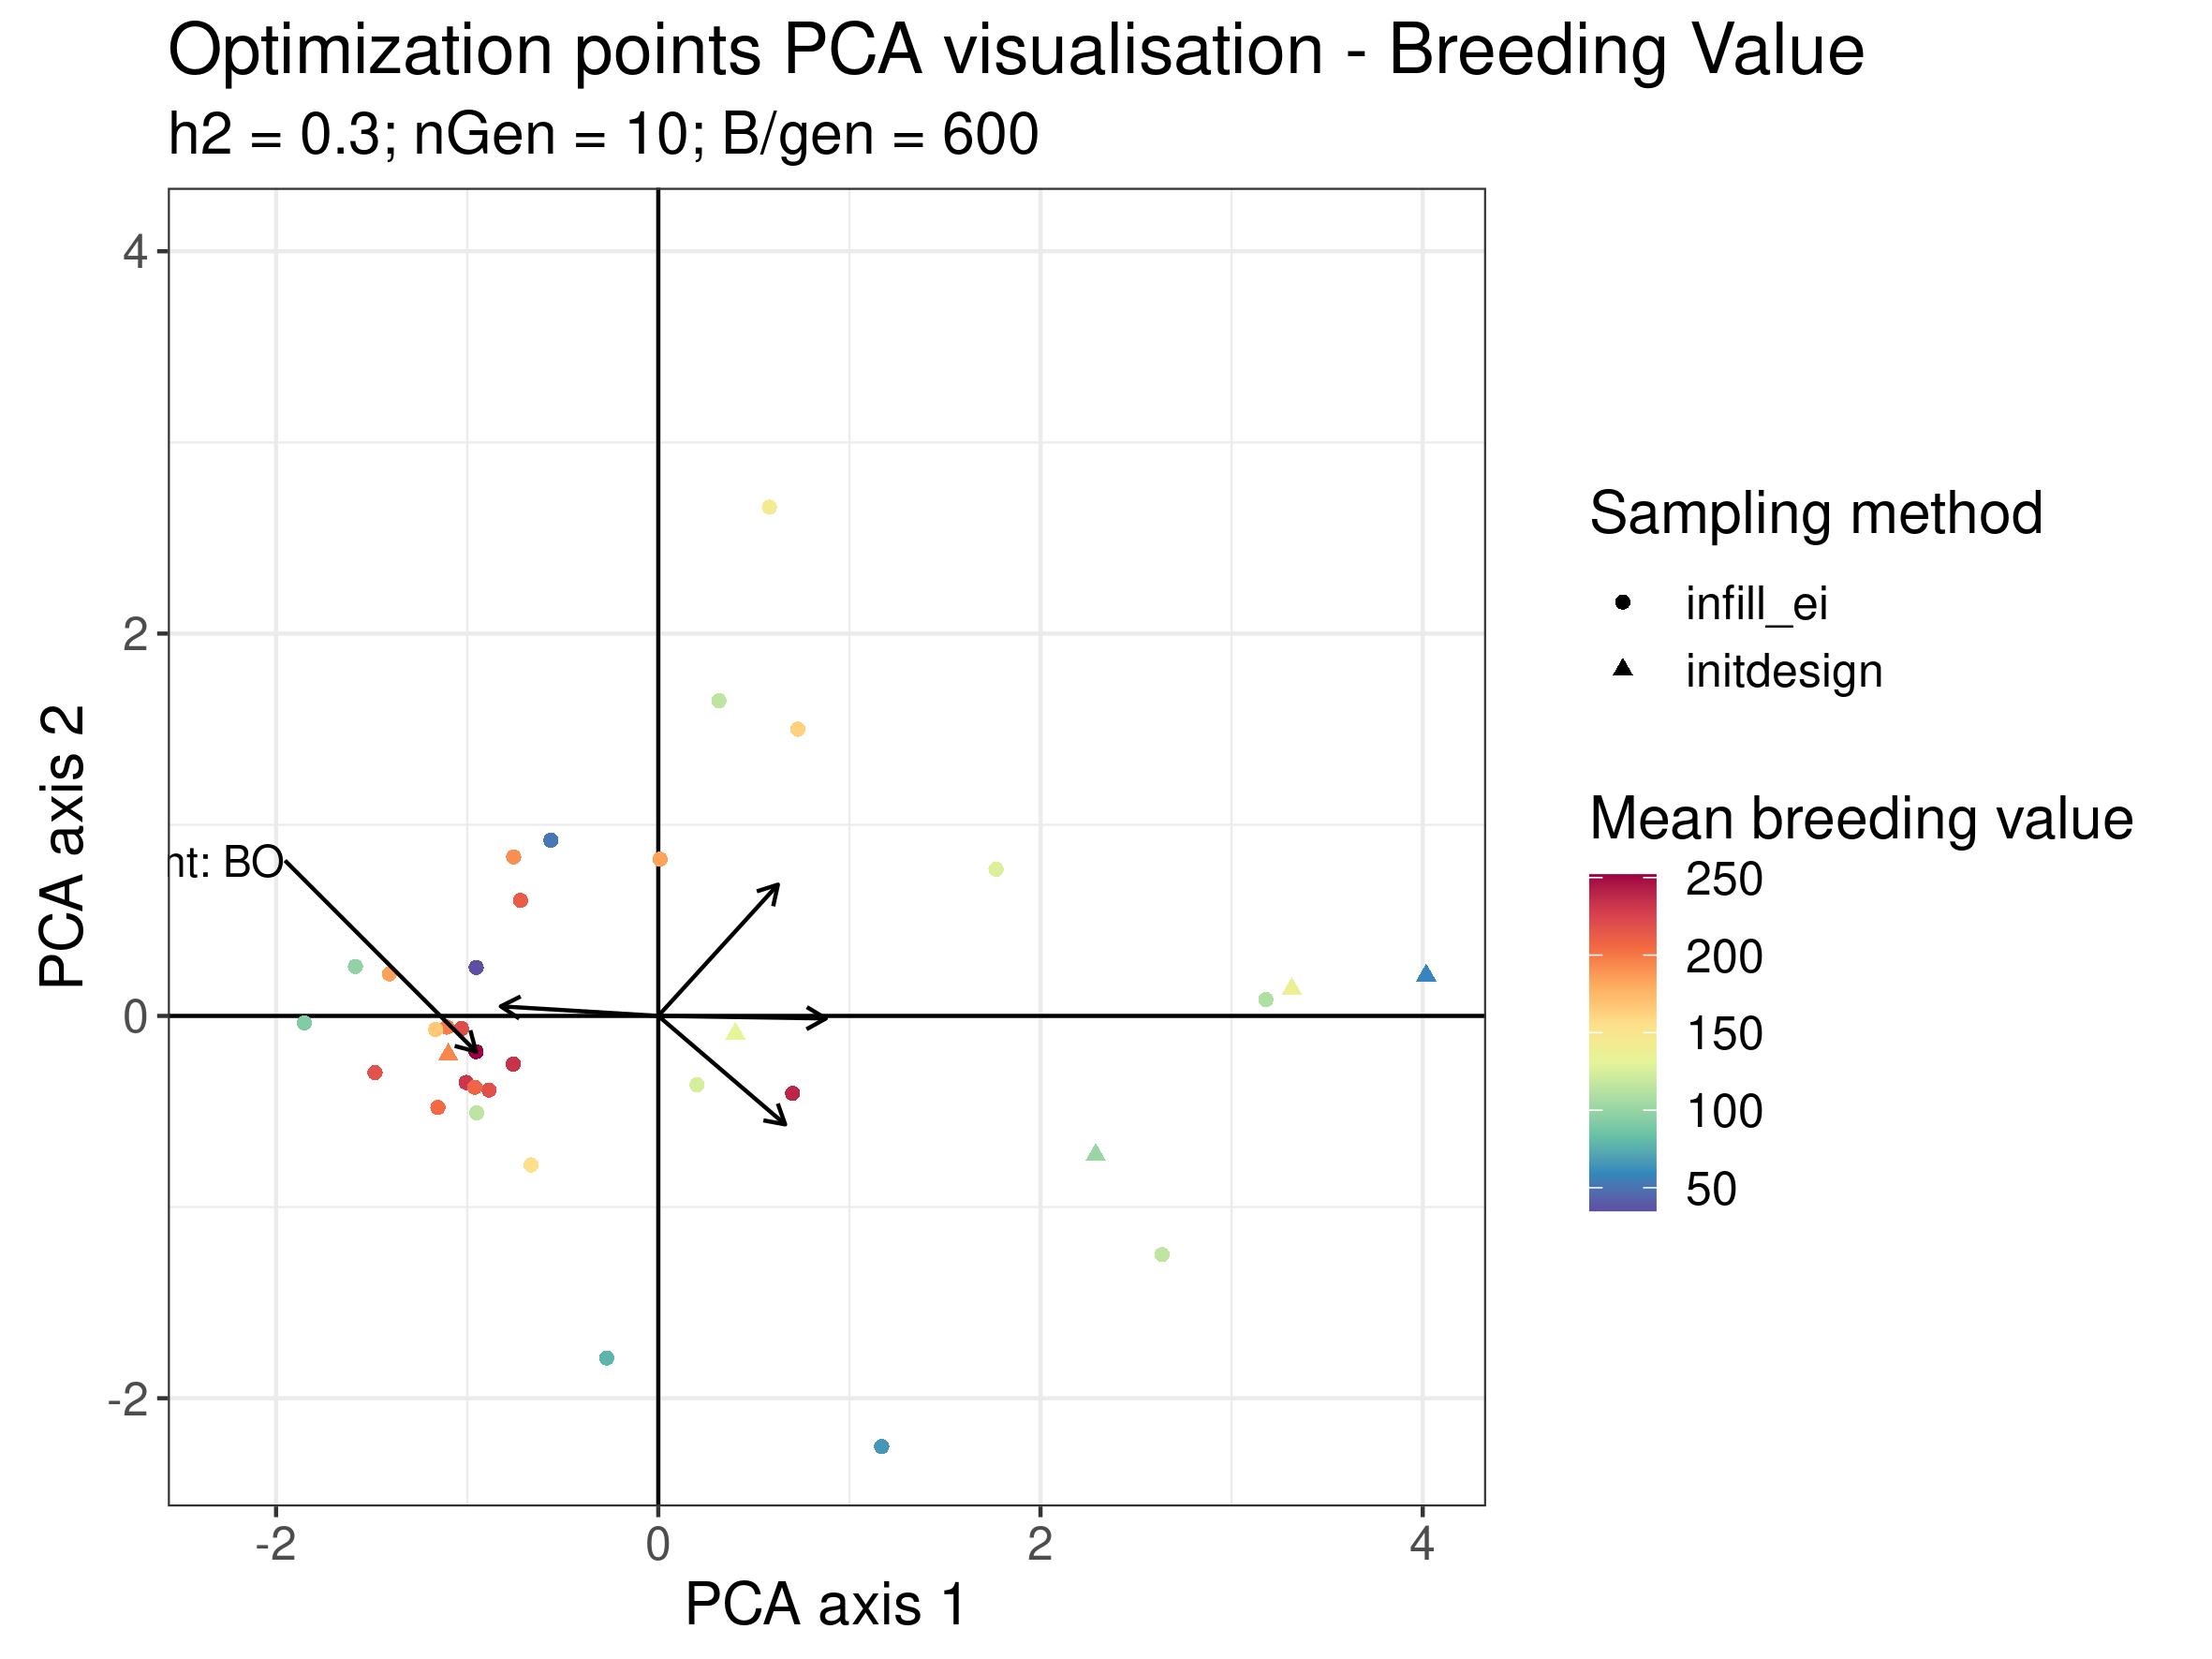 Optimization points PCA visualisation - Breeding Value
h2 = 0.3; nGen = 10; B/gen = 600
4
2
0
-2
PCA axis 2
nt: BO
-2
0
2
4
PCA axis 1
Sampling method
infill_ei
initdesign
Mean breeding value
250
200
150
100
50